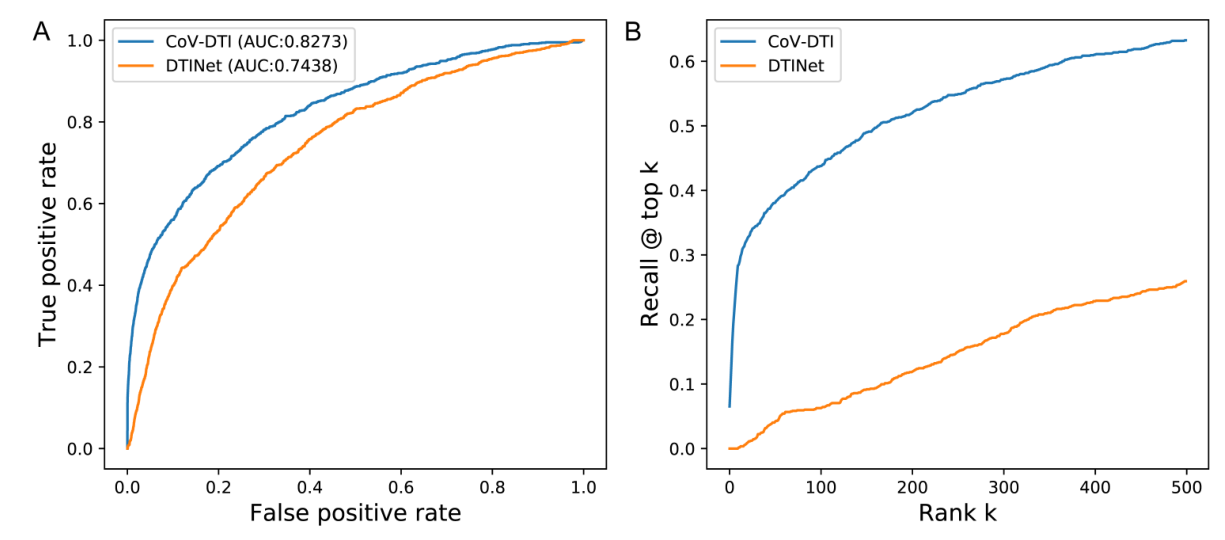 A
CoV-DTI (AUC:0.8273)
DTINet (AUC:0.7438)
1.0
0.8
0.6
0.4
0.2
0.0
True positive rate
0.0 0.2 0.4 0.6 0.8 1.0
False positive rate
B
CoV-DTI
DTINet
0.6
0.5
0.4
0.3
0.2
0.1
0.0
Recall @ top k
0 100 200 300 400 500
Rank k